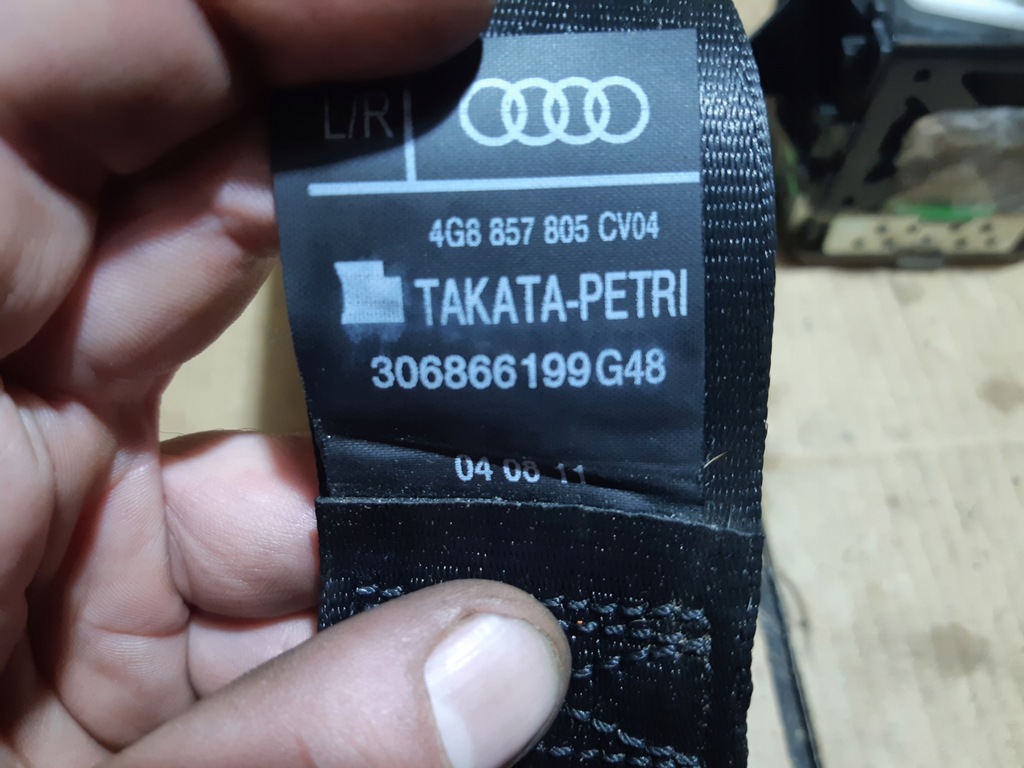 L/R
4G8 857 805 CV04
TAKATA-PETRI
306866199G48
04 08 11